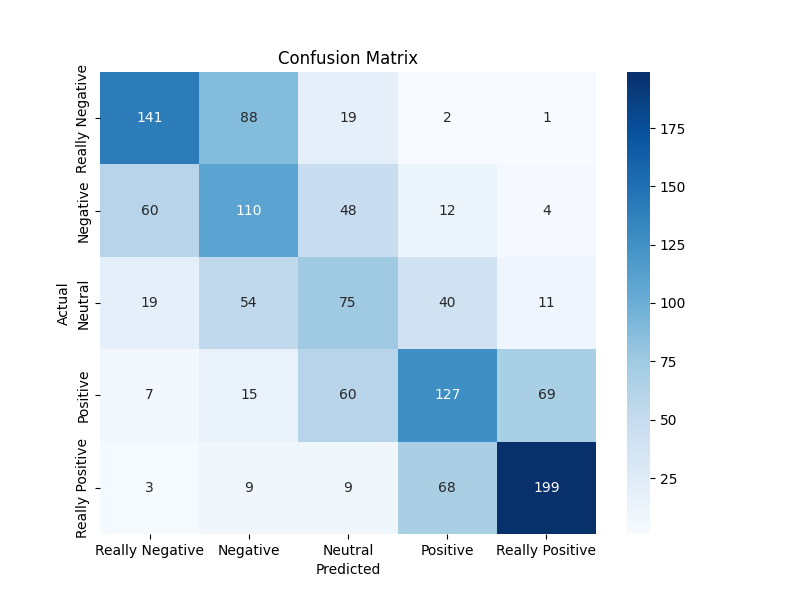 Confusion Matrix
Actual
Really Negative 141 88 19 2 1
Negative 60 110 48 12 4
Neutral 19 54 75 40 11
Positive 7 15 60 127 69
Really Positive 3 9 9 68 199
Really Negative Negative Neutral Positive Really Positive
Predicted
175
150
125
100
75
50
25